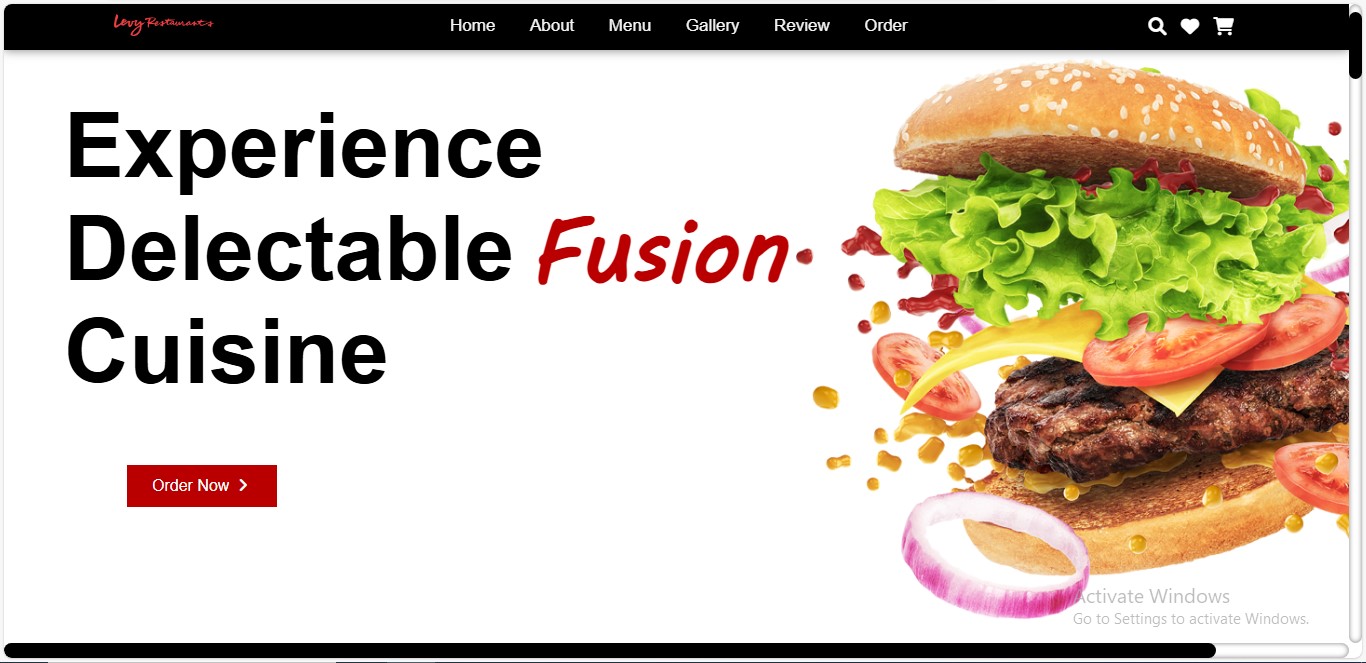 Levy Restaurants
Home About Menu Gallery Review Order
Experience
Delectable Fusion
Cuisine
Order Now
Activate Windows
Go to Settings to activate Windows.